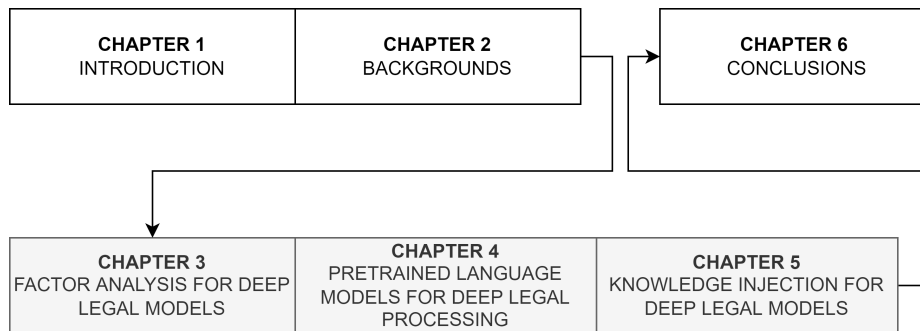 CHAPTER 1
INTRODUCTION
CHAPTER 2
BACKGROUNDS
CHAPTER 6
CONCLUSIONS
CHAPTER 3
FACTOR ANALYSIS FOR DEEP
LEGAL MODELS
CHAPTER 4
PRETRAINED LANGUAGE
MODELS FOR DEEP LEGAL
PROCESSING
CHAPTER 5
KNOWLEDGE INJECTION FOR
DEEP LEGAL MODELS